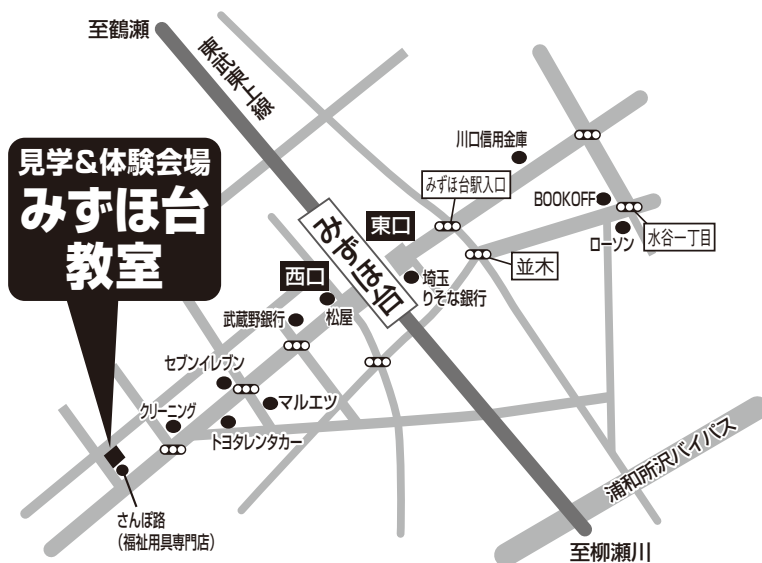 至鶴瀬
東武東上線
見学&体験会場
みずほ台
教室
川口信用金庫
みずほ台駅入口
BOOKOFF
ローソン
水谷一丁目
並木
東口
みずほ台
西口
埼玉
りそな銀行
松屋
武蔵野銀行
セブンイレブン
マルエツ
クリーニング
トヨタレンタカー
さんぽ路
（福祉用具専門店）
浦和所沢バイパス
至柳瀬川